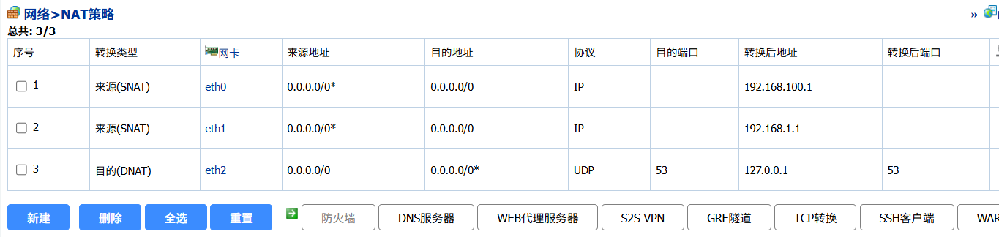 网络>NAT策略 »
总共: 3/3
序号 转换类型 网卡 来源地址 目的地址 协议 目的端口 转换后地址 转换后端口
1 来源(SNAT) eth0 0.0.0.0/0* 0.0.0.0/0 IP 192.168.100.1
2 来源(SNAT) eth1 0.0.0.0/0* 0.0.0.0/0 IP 192.168.1.1
3 目的(DNAT) eth2 0.0.0.0/0 0.0.0.0/0* UDP 53 127.0.0.1 53
新建 删除 全选 重置 防火墙 DNS服务器 WEB代理服务器 S2S VPN GRE隧道 TCP转换 SSH客户端 WAR